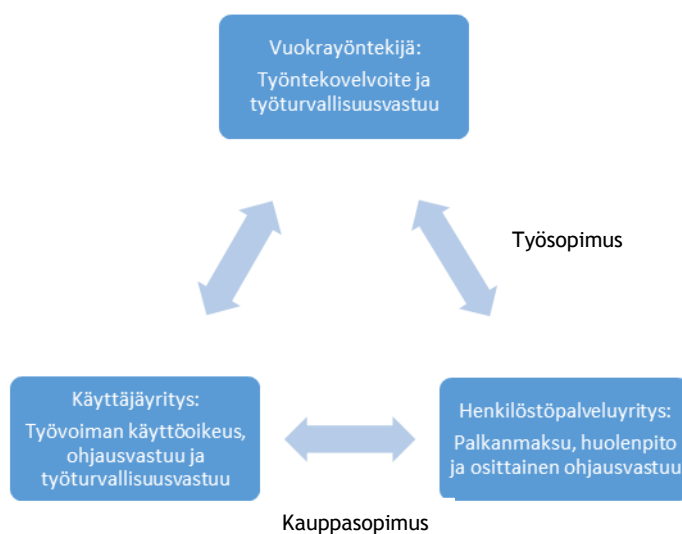 Vuokrayöntekijä:
Työntekovelvoite ja
työturvallisuusvastuu
Työsopimus
Käyttäjäyritys:
Työvoiman käyttöoikeus,
ohjausvastuu ja
työturvallisuusvastuu
Henkilöstöpalveluyritys:
Palkanmaksu, huolenpito
ja osittainen ohjausvastuu
Kauppasopimus